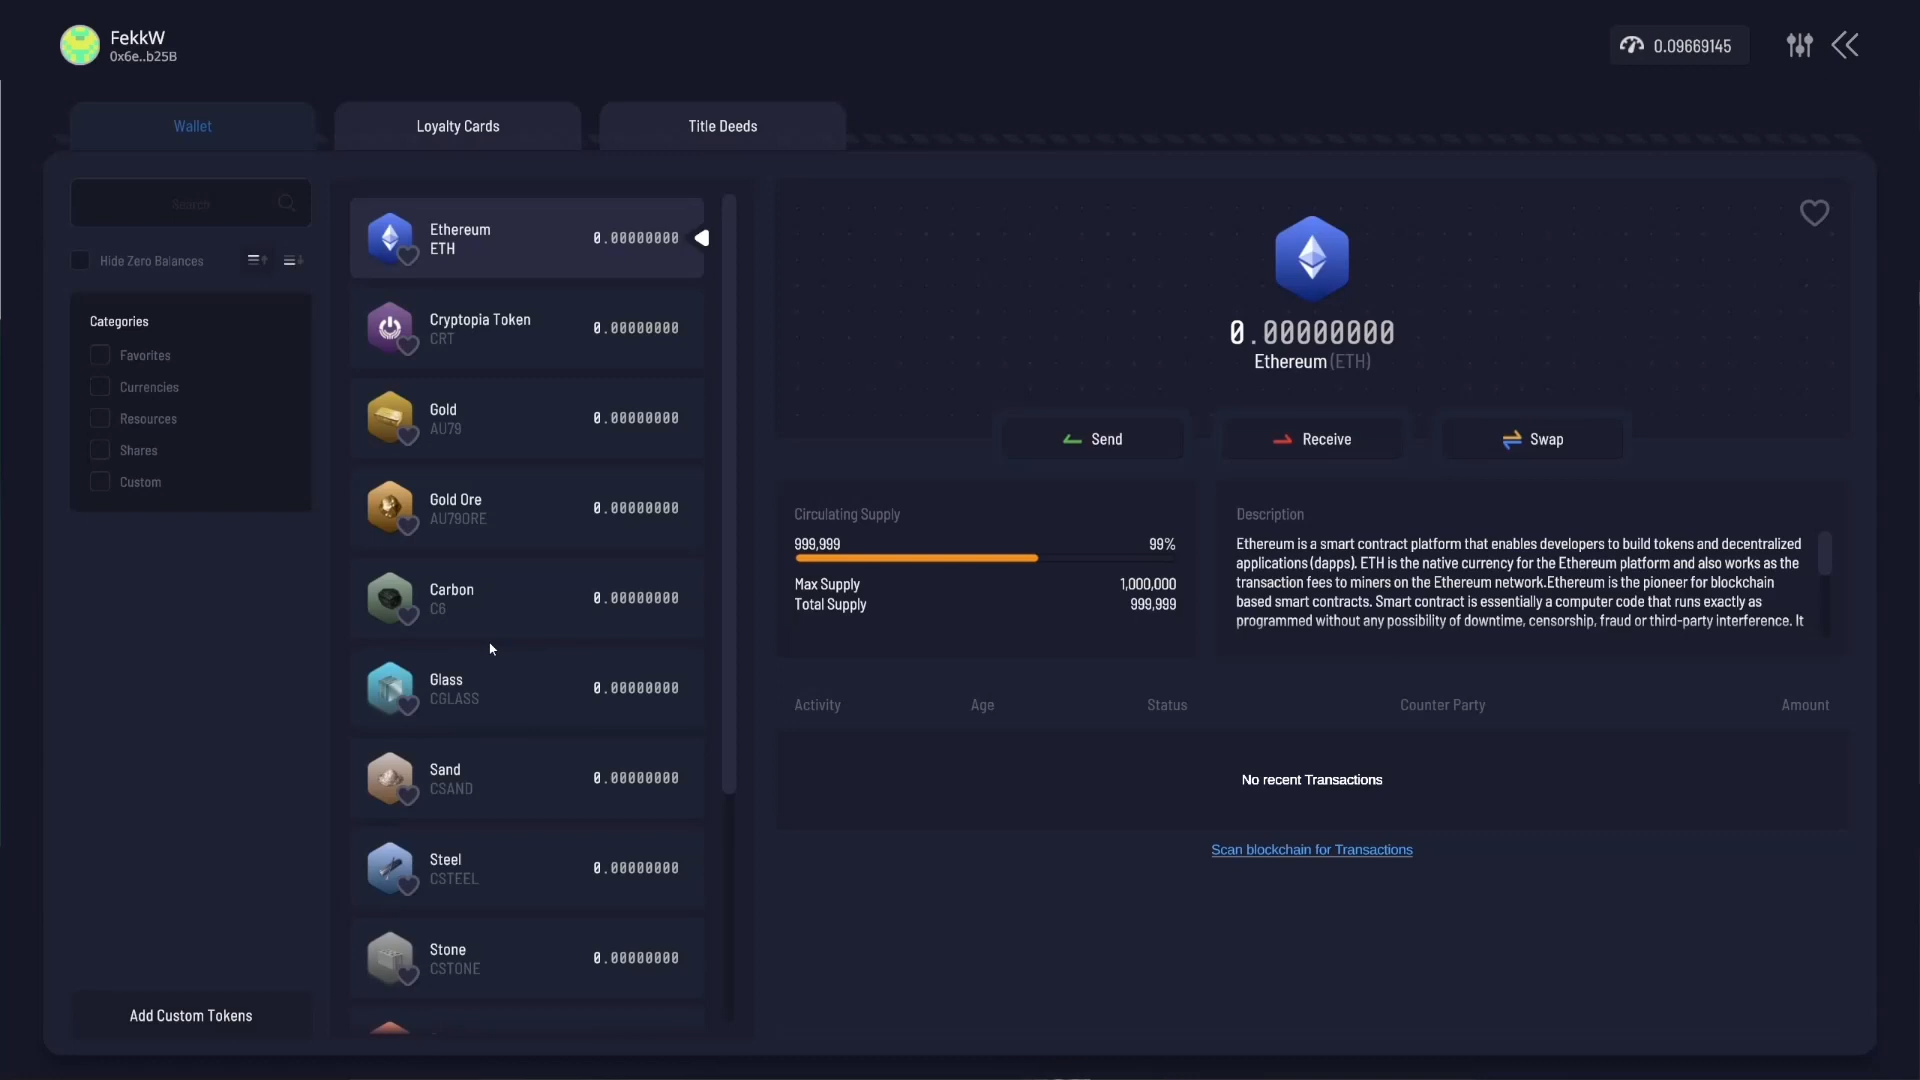 FekkW
0x6e..b25B
0.09669145
Wallet
Loyalty Cards
Title Deeds
Search
Hide Zero Balances
Categories
Favorites
Currencies
Resources
Shares
Custom
Add Custom Tokens
Ethereum
ETH
0.00000000
Cryptopia Token
CRT
0.00000000
Gold
AU79
0.00000000
Gold Ore
AU79ORE
0.00000000
Carbon
C6
0.00000000
Glass
CGLASS
0.00000000
Sand
CSAND
0.00000000
Steel
CSTEEL
0.00000000
Stone
CSTONE
0.00000000
0.00000000
Ethereum (ETH)
Send
Receive
Swap
Circulating Supply
999,999 99%
Max Supply 1,000,000
Total Supply 999,999
Description
Ethereum is a smart contract platform that enables developers to build tokens and decentralized
applications (dapps). ETH is the native currency for the Ethereum platform and also works as the
transaction fees to miners on the Ethereum network.Ethereum is the pioneer for blockchain
based smart contracts. Smart contract is essentially a computer code that runs exactly as
programmed without any possibility of downtime, censorship, fraud or third-party interference. It
Activity Age Status Counter Party Amount
No recent Transactions
Scan blockchain for Transactions